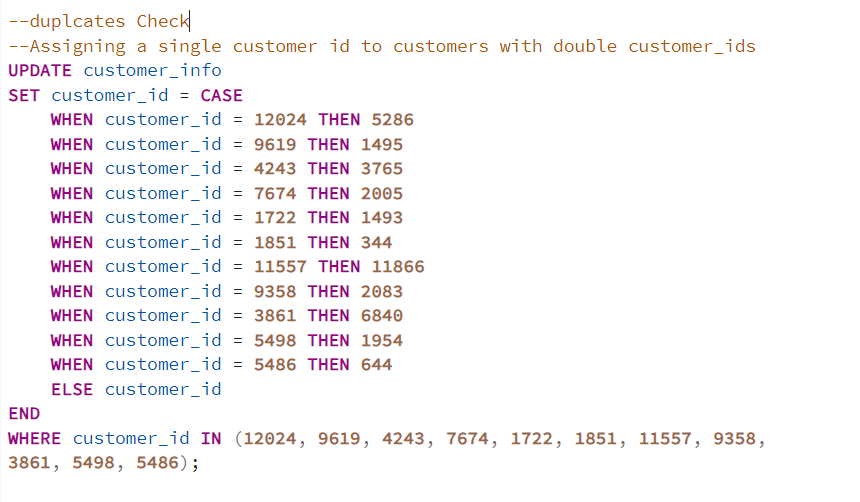 --duplcates Check
--Assigning a single customer id to customers with double customer_ids
UPDATE customer_info
SET customer_id = CASE
    WHEN customer_id = 12024 THEN 5286
    WHEN customer_id = 9619 THEN 1495
    WHEN customer_id = 4243 THEN 3765
    WHEN customer_id = 7674 THEN 2005
    WHEN customer_id = 1722 THEN 1493
    WHEN customer_id = 1851 THEN 344
    WHEN customer_id = 11557 THEN 11866
    WHEN customer_id = 9358 THEN 2083
    WHEN customer_id = 3861 THEN 6840
    WHEN customer_id = 5498 THEN 1954
    WHEN customer_id = 5486 THEN 644
    ELSE customer_id
END
WHERE customer_id IN (12024, 9619, 4243, 7674, 1722, 1851, 11557, 9358,
3861, 5498, 5486);